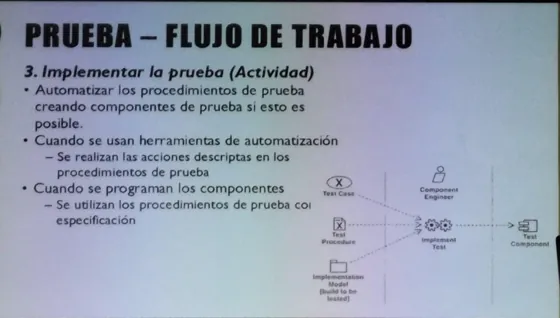 PRUEBA – FLUJO DE TRABAJO
3. Implementar la prueba (Actividad)
• Automatizar los procedimientos de prueba
creando componentes de prueba si esto es
posible.
• Cuando se usan herramientas de automatización
– Se realizan las acciones descriptas en los
procedimientos de prueba
• Cuando se programan los componentes
– Se utilizan los procedimientos de prueba co
especificación
X
Test Case
Component
Engineer
X
Test
Procedure
Implement
Test
Test
Component
Implementation
Model
(build to be
tested)